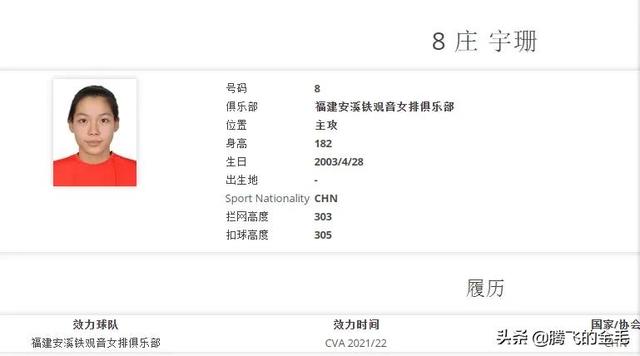 8 庄 宇珊
号码 8
俱乐部 福建安溪铁观音女排俱乐部
位置 主攻
身高 182
生日 2003/4/28
出生地 -
Sport Nationality CHN
拦网高度 303
扣球高度 305
履历
效力球队 效力时间 国家/协会
福建安溪铁观音女排俱乐部 CVA 2021/22
头条 @腾飞的金毛